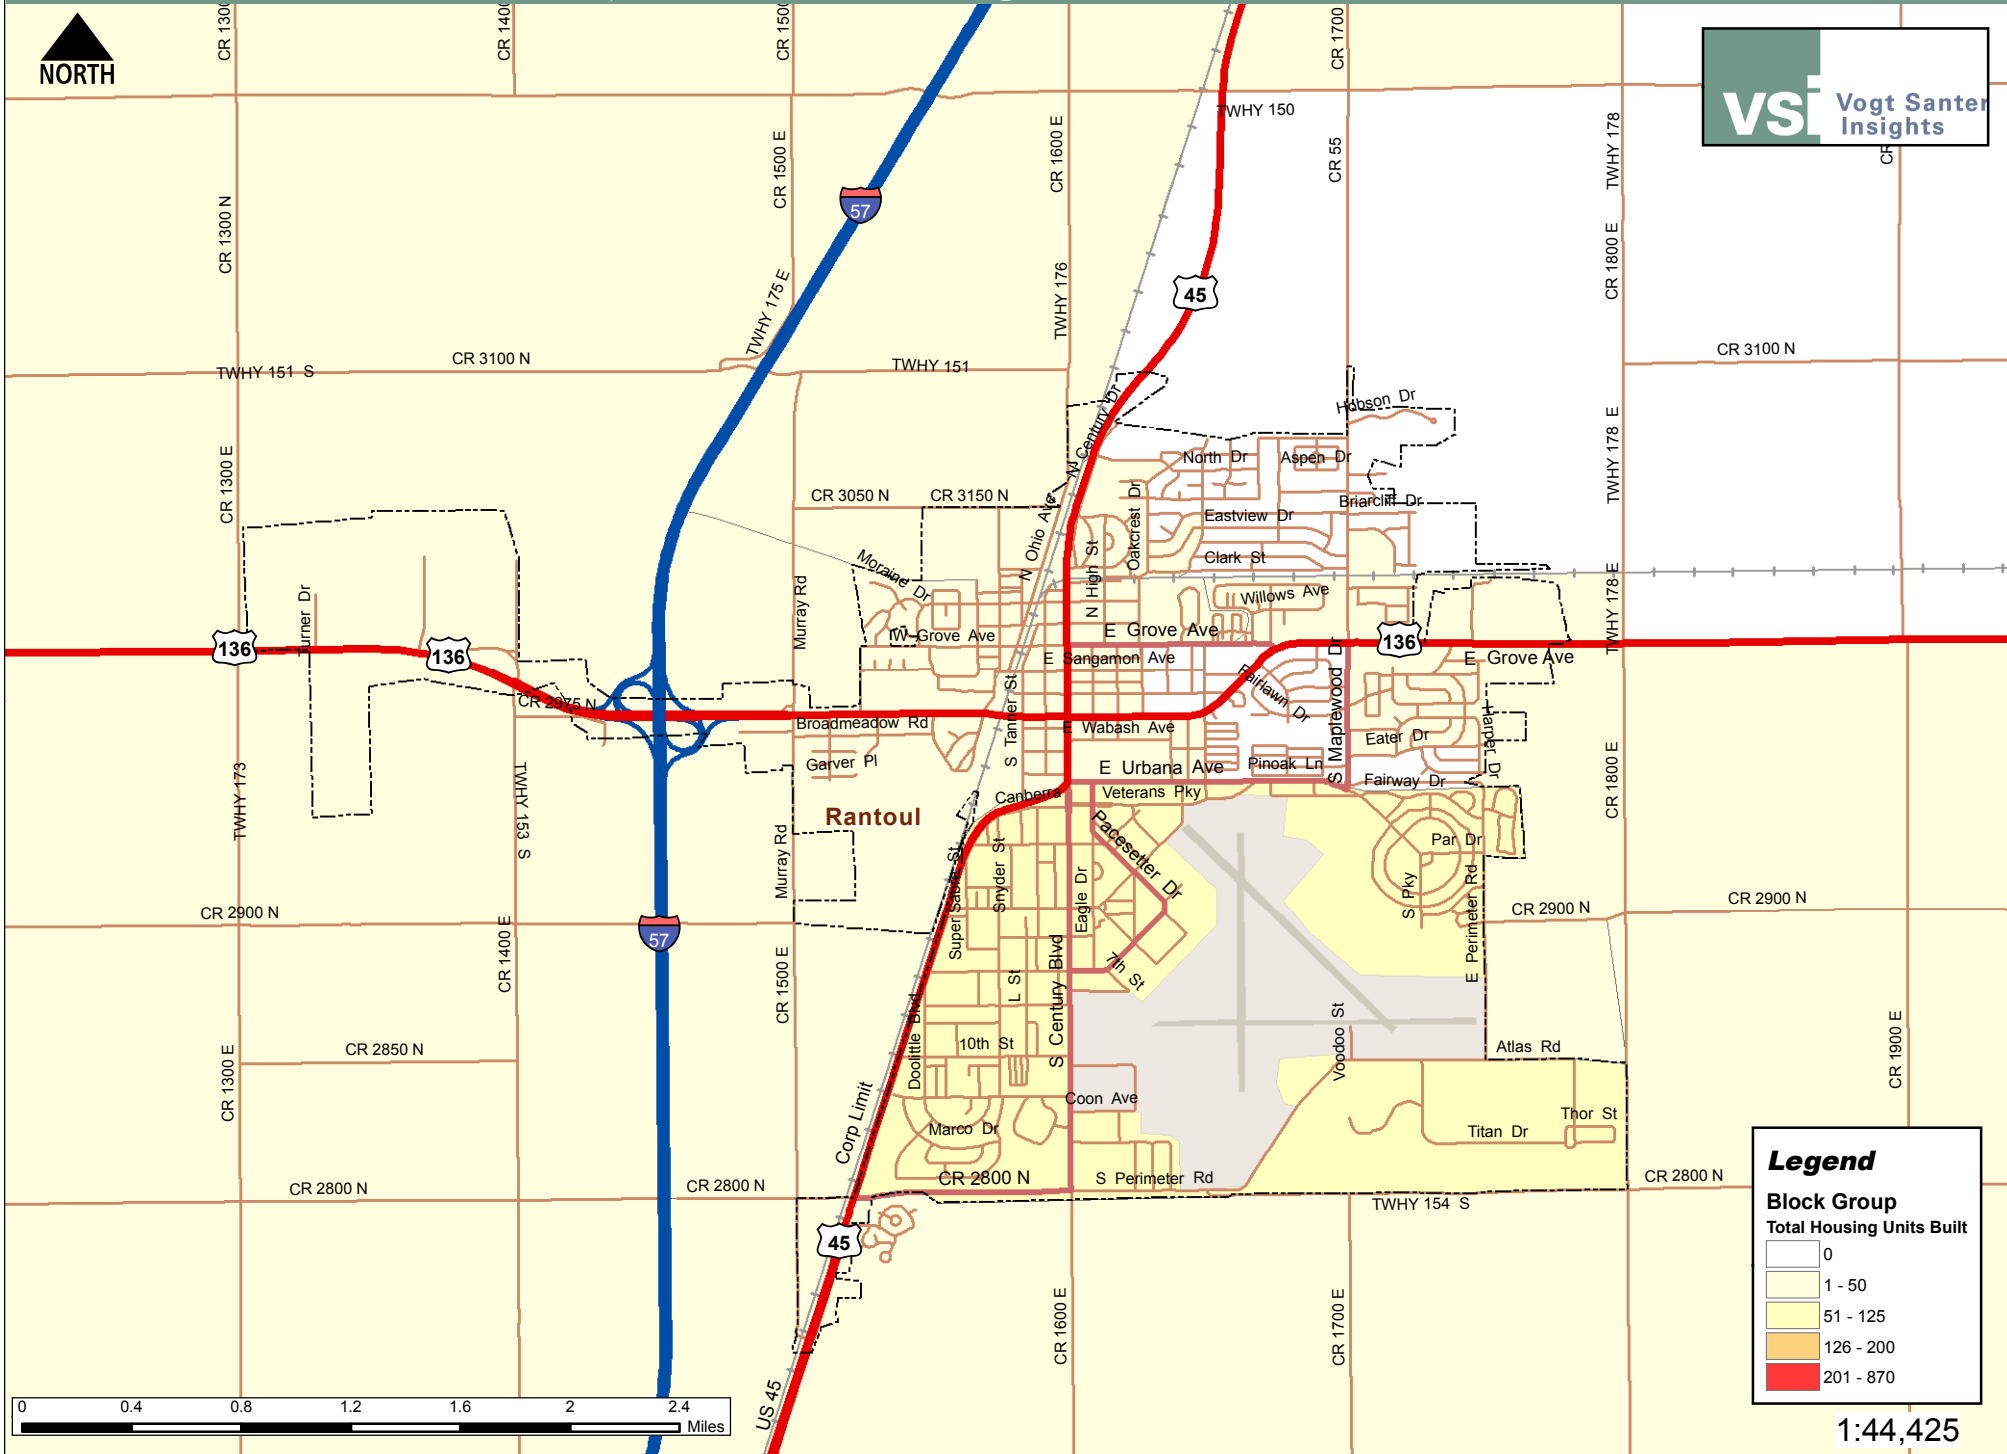 CR 1300
CR 1400
CR 1500
CR 1700
NORTH
vsi Vogt Santer
Insights
TWHY 150
CR 1500 E
CR 1600 E
CR 55
TWHY 178
CR
57
CR 1300 N
CR 1800 E
TWHY 175 E
TWHY 176
45
TWHY 151 S
CR 3100 N
TWHY 151
CR 3100 N
N Century Dr
Hobson Dr
CR 1300 E
North Dr
Aspen Dr
TWHY 178 E
CR 3050 N
CR 3150 N
N Ohio Ave
Oakcrest Dr
Briarcliff Dr
Eastview Dr
Clark St
Moraine Dr
N High St
Willows Ave
Turner Dr
Murray Rd
TWHY 178 E
136
136
W Grove Ave
E Grove Ave
136
E Sangamon Ave
E Grove Ave
CR 2975 N
Fairlawn Dr
S Maplewood Dr
Broadmeadow Rd
S Tanner St
E Wabash Ave
Eater Dr
Harper Dr
Garver Pl
E Urbana Ave
Pinoak Ln
Fairway Dr
CR 1800 E
TWHY 173
TWHY 153 S
Canberra
Veterans Pky
Rantoul
Pacesetter Dr
Par Dr
Murray Rd
Super Sabre St
Snyder St
Eagle Dr
S Pky
E Perimeter Rd
CR 2900 N
CR 2900 N
CR 2900 N
57
CR 1400 E
CR 1500 E
L St
S Century Blvd
7th St
Doolittle Blvd
10th St
Voodoo St
Atlas Rd
CR 1900 E
CR 2850 N
CR 1300 E
Corp Limit
Coon Ave
Marco Dr
Thor St
Titan Dr
CR 2800 N
CR 2800 N
CR 2800 N
S Perimeter Rd
TWHY 154 S
CR 2800 N
45
CR 1600 E
CR 1700 E
US 45
Legend
Block Group
Total Housing Units Built
0
1 - 50
51 - 125
126 - 200
201 - 870
0 0.4 0.8 1.2 1.6 2 2.4
Miles
1:44,425